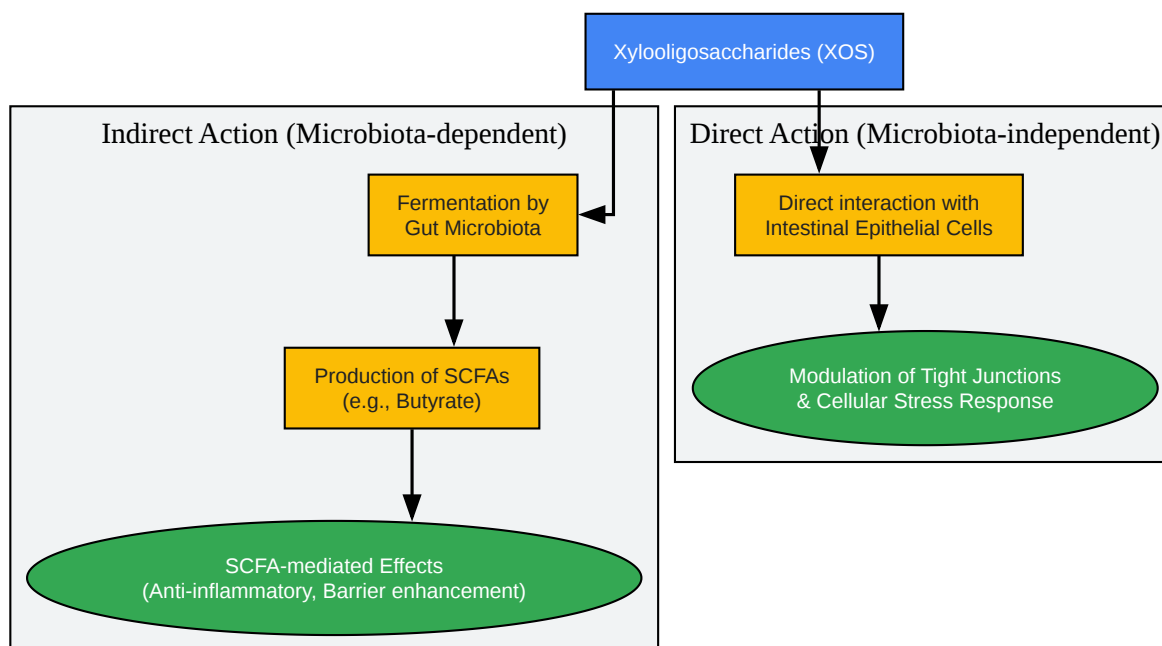 Xylooligosaccharides (XOS)
Indirect Action (Microbiota-dependent)
Fermentation by
Gut Microbiota
Production of SCFAs
(e.g., Butyrate)
SCFA-mediated Effects
(Anti-inflammatory, Barrier enhancement)
Direct Action (Microbiota-independent)
Direct interaction with
Intestinal Epithelial Cells
Modulation of Tight Junctions
& Cellular Stress Response